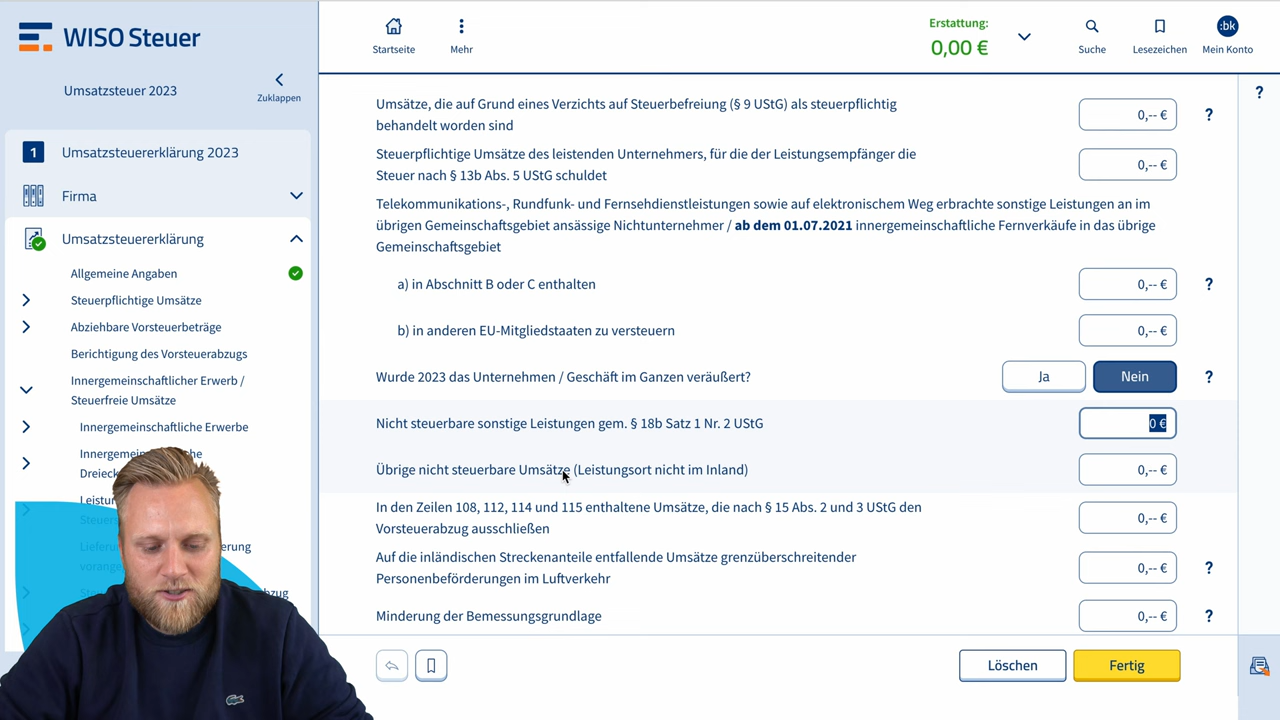 WISO Steuer
Startseite
Mehr
Erstattung:
0,00 €
Suche
:bk
Lesezeichen
Mein Konto
Umsatzsteuer 2023
Zuklappen
1 Umsatzsteuererklärung 2023
Firma
Umsatzsteuererklärung
Allgemeine Angaben
Steuerpflichtige Umsätze
Abziehbare Vorsteuerbeträge
Berichtigung des Vorsteuerabzugs
Innergemeinschaftlicher Erwerb /
Steuerfreie Umsätze
Innergemeinschaftliche Erwerbe
Umsätze, die auf Grund eines Verzichts auf Steuerbefreiung (§ 9 UStG) als steuerpflichtig
behandelt worden sind
0,-- € ?
Steuerpflichtige Umsätze des leistenden Unternehmers, für die der Leistungsempfänger die
Steuer nach § 13b Abs. 5 UStG schuldet
0,-- €
Telekommunikations-, Rundfunk- und Fernsehdienstleistungen sowie auf elektronischem Weg erbrachte sonstige Leistungen an im
übrigen Gemeinschaftsgebiet ansässige Nichtunternehmer / ab dem 01.07.2021 innergemeinschaftliche Fernverkäufe in das übrige
Gemeinschaftsgebiet
a) in Abschnitt B oder C enthalten 0,-- € ?
b) in anderen EU-Mitgliedstaaten zu versteuern 0,-- €
Wurde 2023 das Unternehmen / Geschäft im Ganzen veräußert? Ja Nein ?
Nicht steuerbare sonstige Leistungen gem. § 18b Satz 1 Nr. 2 UStG 0 €
Übrige nicht steuerbare Umsätze (Leistungsort nicht im Inland) 0,-- €
In den Zeilen 108, 112, 114 und 115 enthaltene Umsätze, die nach § 15 Abs. 2 und 3 UStG den
Vorsteuerabzug ausschließen
0,-- €
Auf die inländischen Streckenanteile entfallende Umsätze grenzüberschreitender
Personenbeförderungen im Luftverkehr
0,-- € ?
Minderung der Bemessungsgrundlage 0,-- € ?
Löschen
Fertig
?